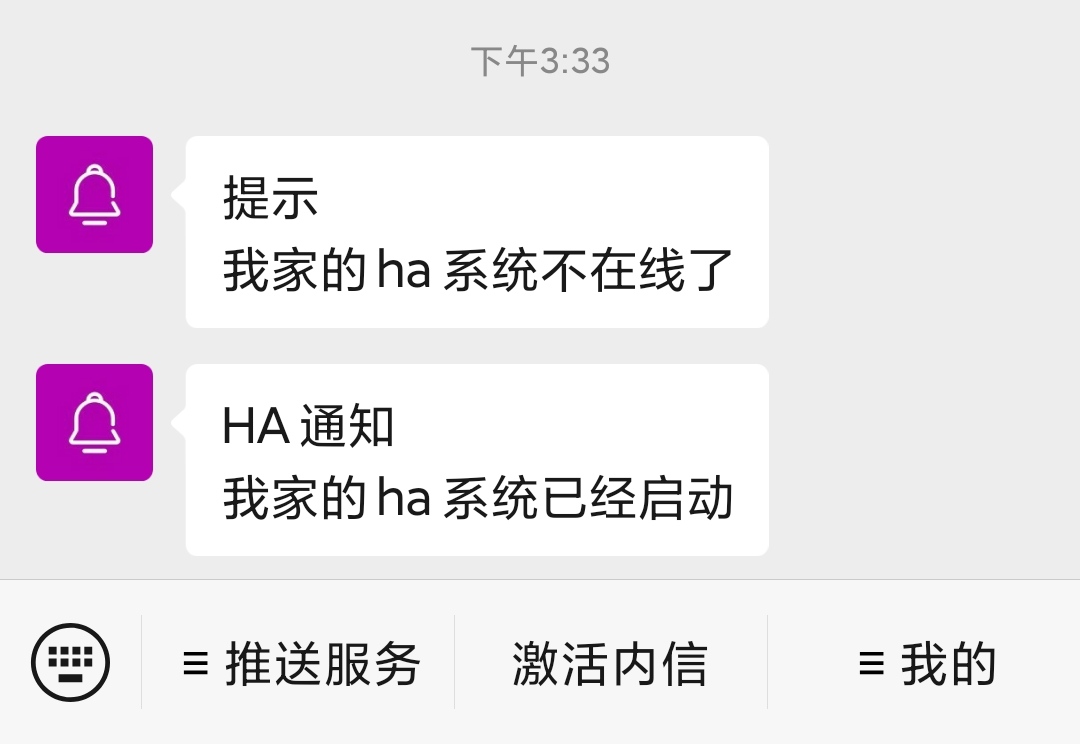 下午3:33
提示
我家的 ha 系统不在线了
HA 通知
我家的 ha 系统已经启动
推送服务
激活内信
我的